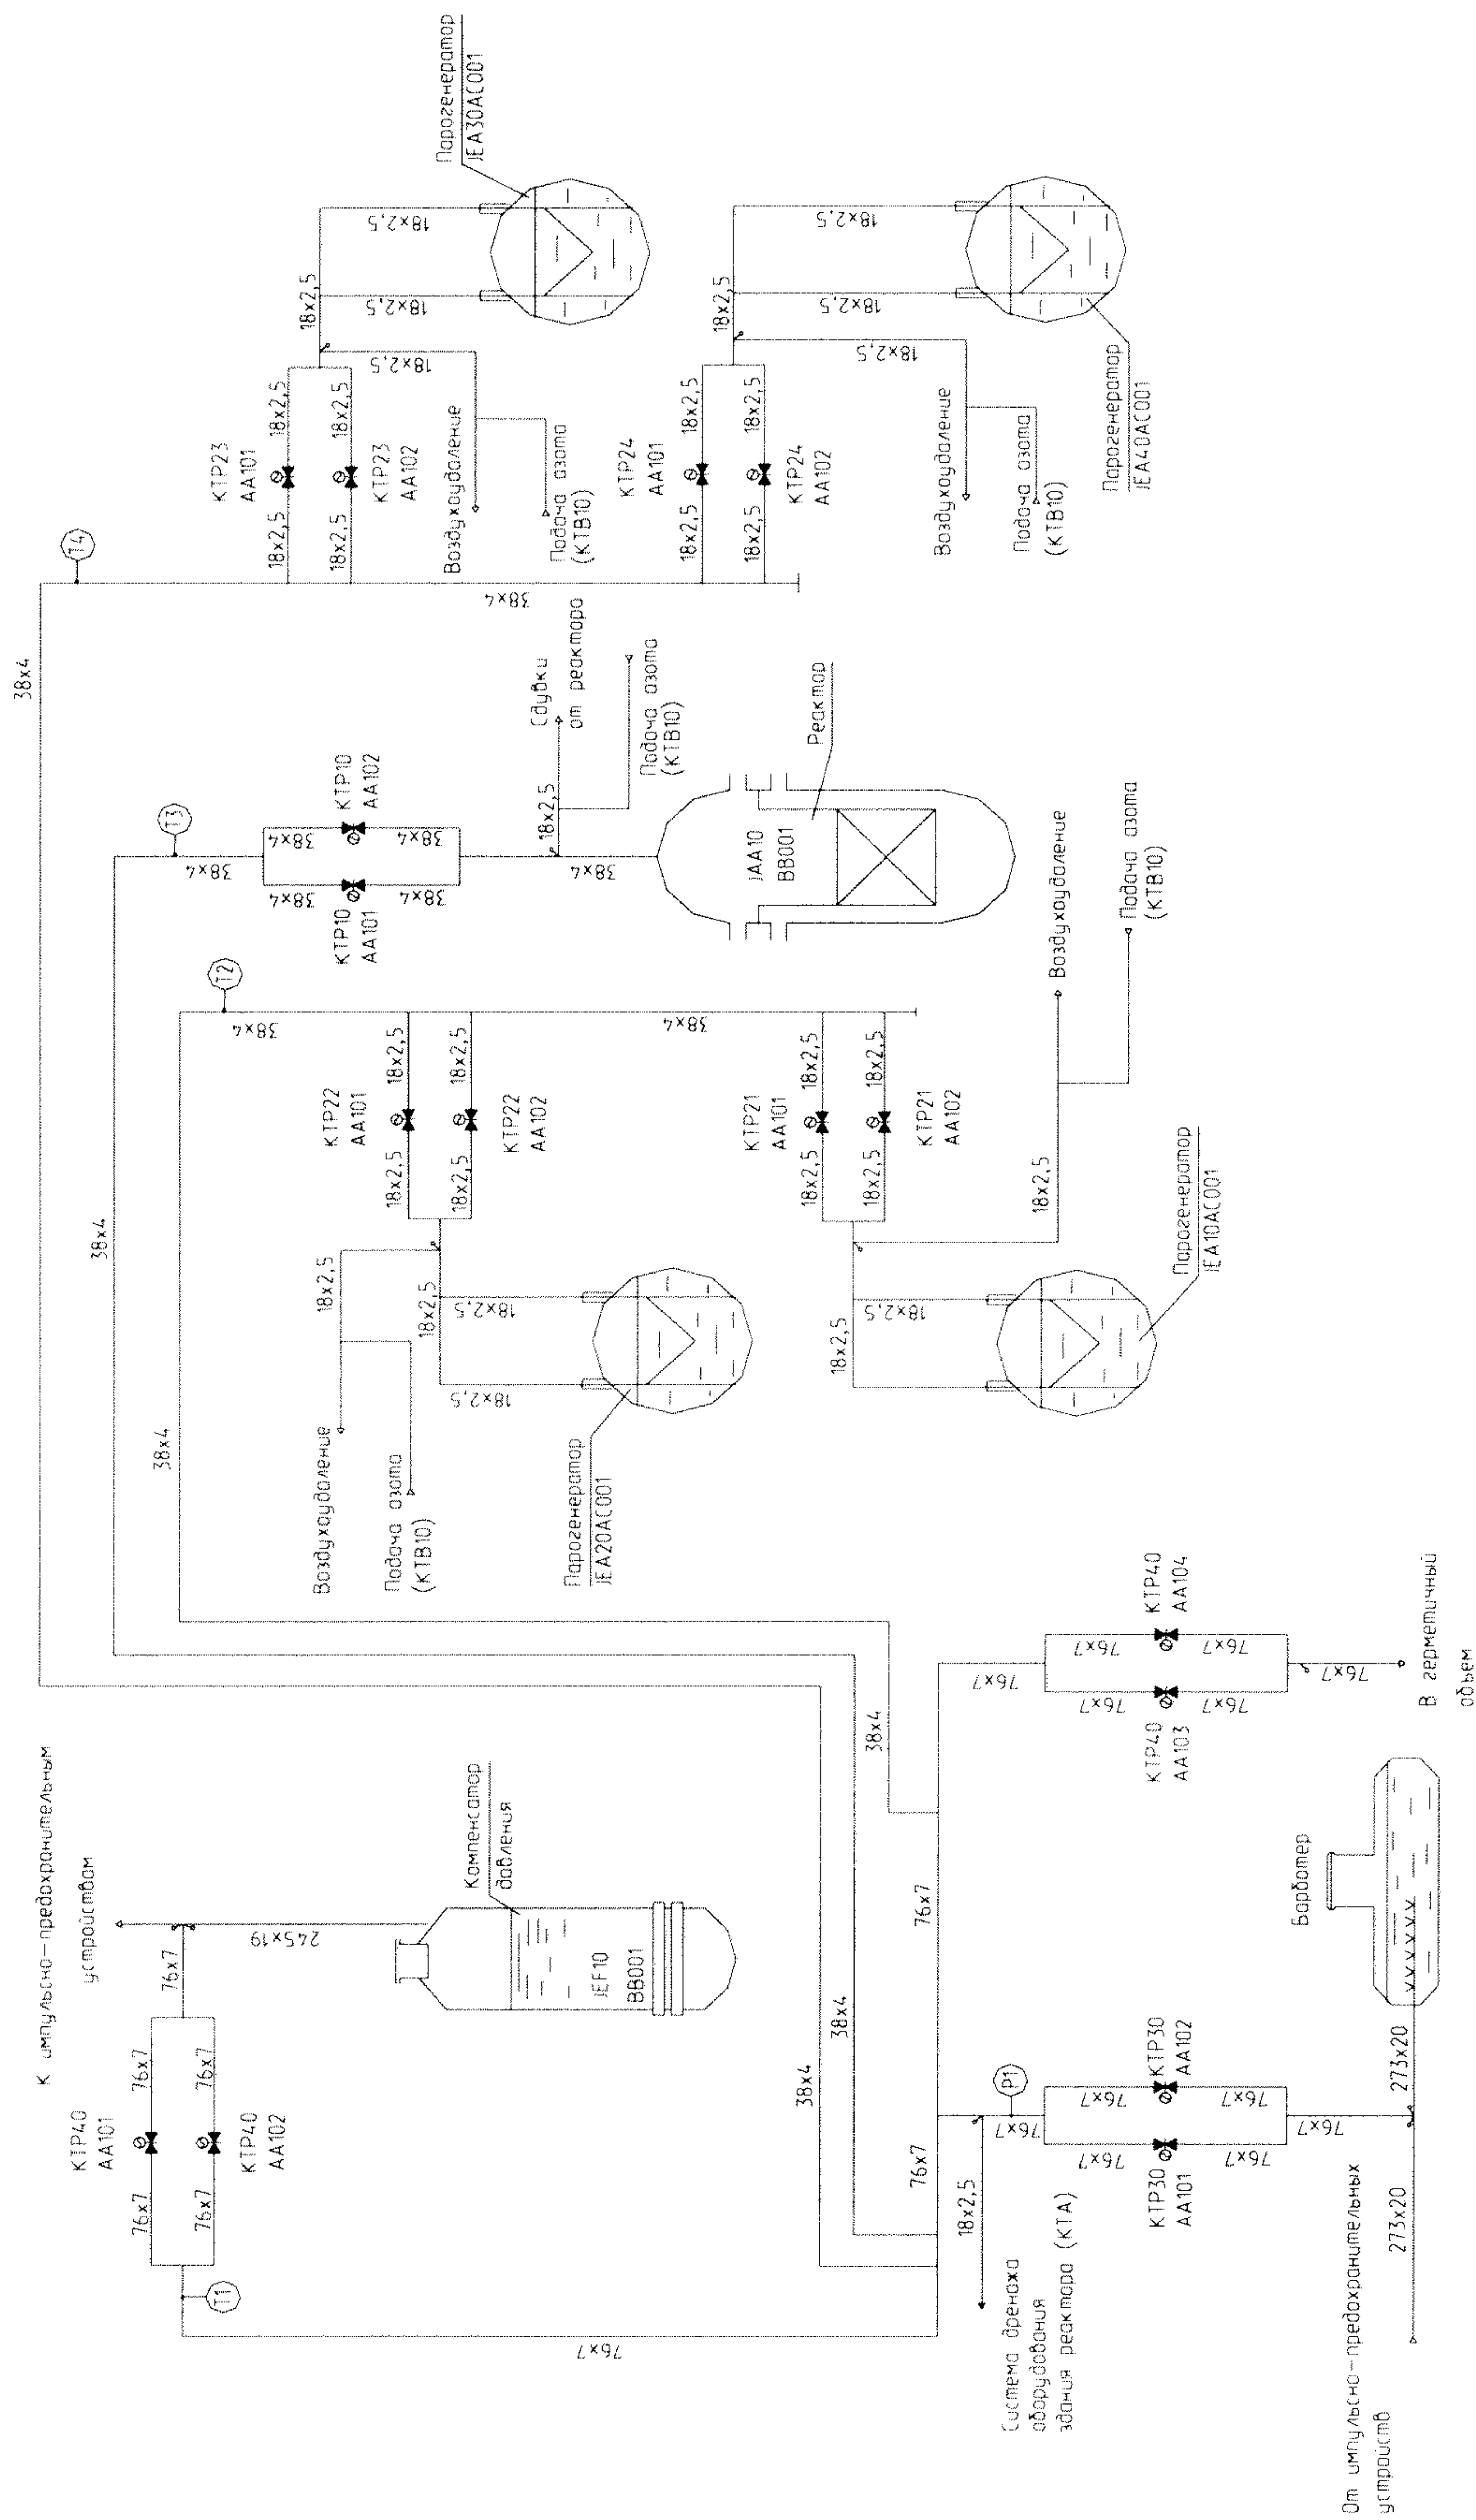 К импульсно-предохранительным
устройствам
KTP40
AA101
76x7
76x7
76x7
245x19
76x7
76x7
KTP40
AA102
T1
76x7
Компенсатор
давления
JEF10
BB001
38x4
38x4
38x4
T4
38x4
T3
38x4
38x4
38x4
38x4
38x4
KTP10
AA101
KTP10
AA102
38x4
18x2,5
Сдувки
от реактора
Подача азота
(KTB10)
JAA10
BB001
Реактор
T2
38x4
38x4
KTP22
AA101
18x2,5
18x2,5
18x2,5
18x2,5
KTP22
AA102
18x2,5
18x2,5
18x2,5
18x2,5
Воздухоудаление
Подача азота
(KTB10)
Парогенератор
JEA20AC001
KTP21
AA101
18x2,5
18x2,5
18x2,5
18x2,5
KTP21
AA102
18x2,5
18x2,5
18x2,5
Воздухоудаление
Подача азота
(KTB10)
Парогенератор
JEA10AC001
38x4
KTP23
AA101
18x2,5
18x2,5
18x2,5
18x2,5
KTP23
AA102
18x2,5
18x2,5
18x2,5
18x2,5
Воздухоудаление
Подача азота
(KTB10)
Парогенератор
JEA30AC001
KTP24
AA101
18x2,5
18x2,5
18x2,5
18x2,5
KTP24
AA102
18x2,5
18x2,5
18x2,5
18x2,5
Воздухоудаление
Подача азота
(KTB10)
Парогенератор
JEA40AC001
38x4
38x4
38x4
76x7
76x7
18x2,5
Система дренажа
оборудования
здания реактора (KTA)
P1
76x7
76x7
76x7
76x7
76x7
KTP30
AA101
KTP30
AA102
76x7
От импульсно-предохранительных
устройств
273x20
273x20
Барботер
76x7
76x7
76x7
76x7
76x7
KTP40
AA103
KTP40
AA104
76x7
В герметичный
объем